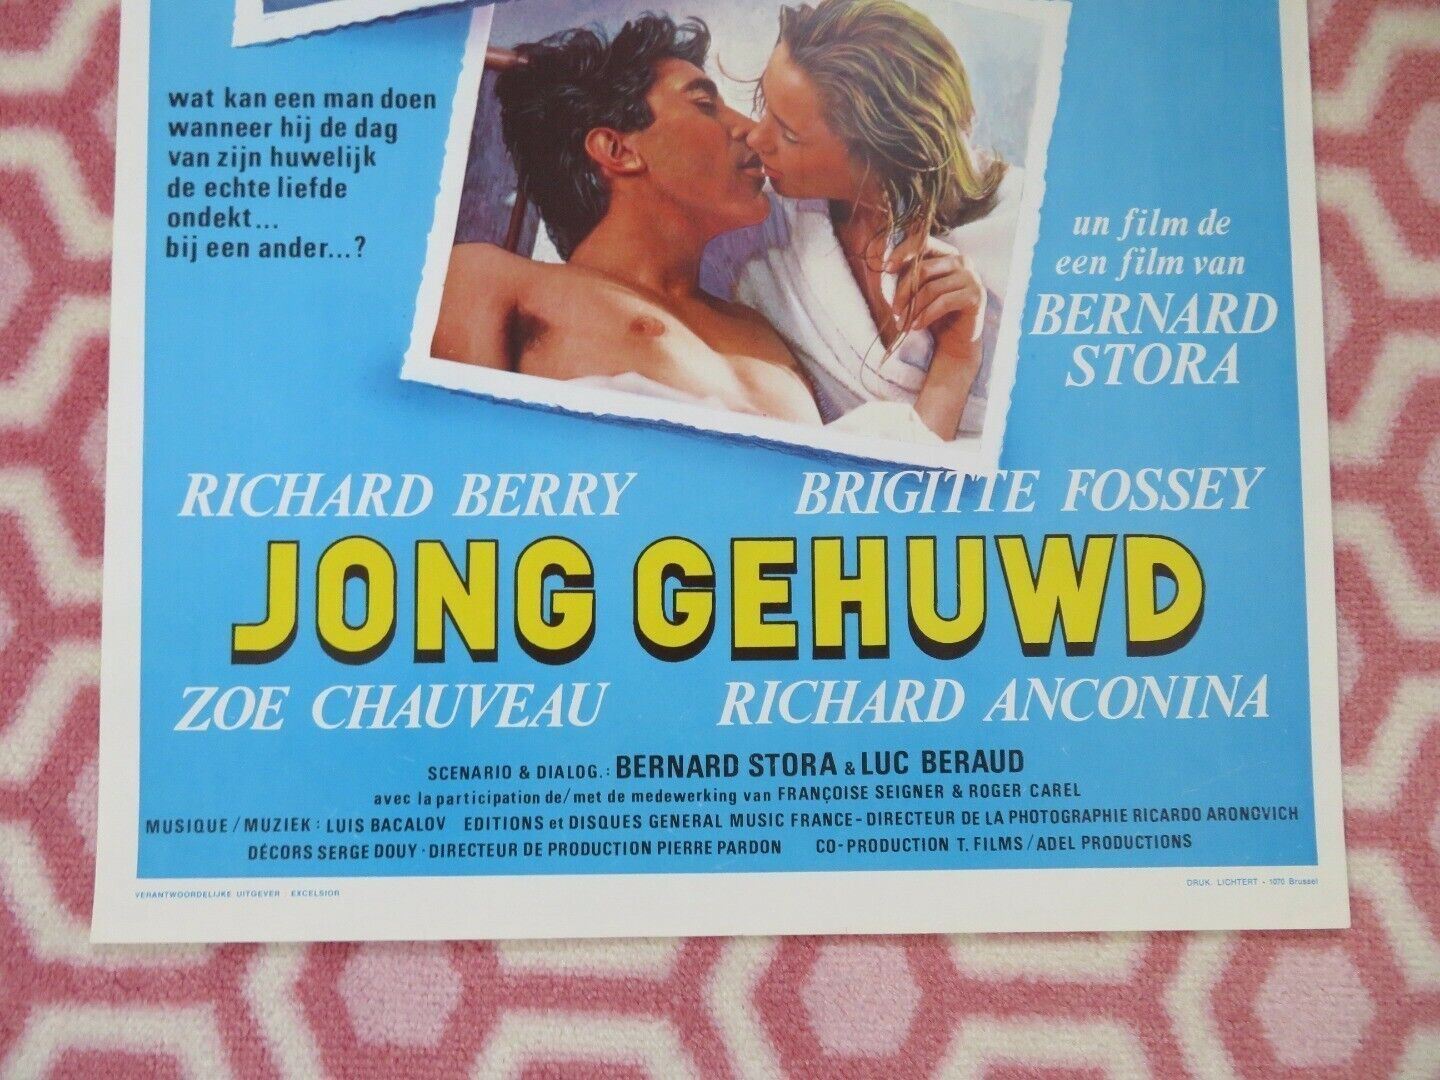 wat kan een man doen
wanneer hij de dag
van zijn huwelijk
de echte liefde
ondekt...
bij een ander...?
un film de
een film van
BERNARD
STORA
RICHARD BERRY BRIGITTE FOSSEY
JONG GEHUWD
ZOE CHAUVEAU RICHARD ANCONINA
SCENARIO & DIALOG.: BERNARD STORA & LUC BERAUD
avec la participation de/met de medewerking van FRANÇOISE SEIGNER & ROGER CAREL
MUSIQUE / MUZIEK : LUIS BACALOV EDITIONS et DISQUES GENERAL MUSIC FRANCE - DIRECTEUR DE LA PHOTOGRAPHIE RICARDO ARONOVICH
DÉCORS SERGE DOUY · DIRECTEUR DE PRODUCTION PIERRE PARDON CO-PRODUCTION T. FILMS / ADEL PRODUCTIONS
VERANTWOORDELIJKE UITGEVER : EXCELSIOR
DRUK. LICHTERT - 1070 Brussel